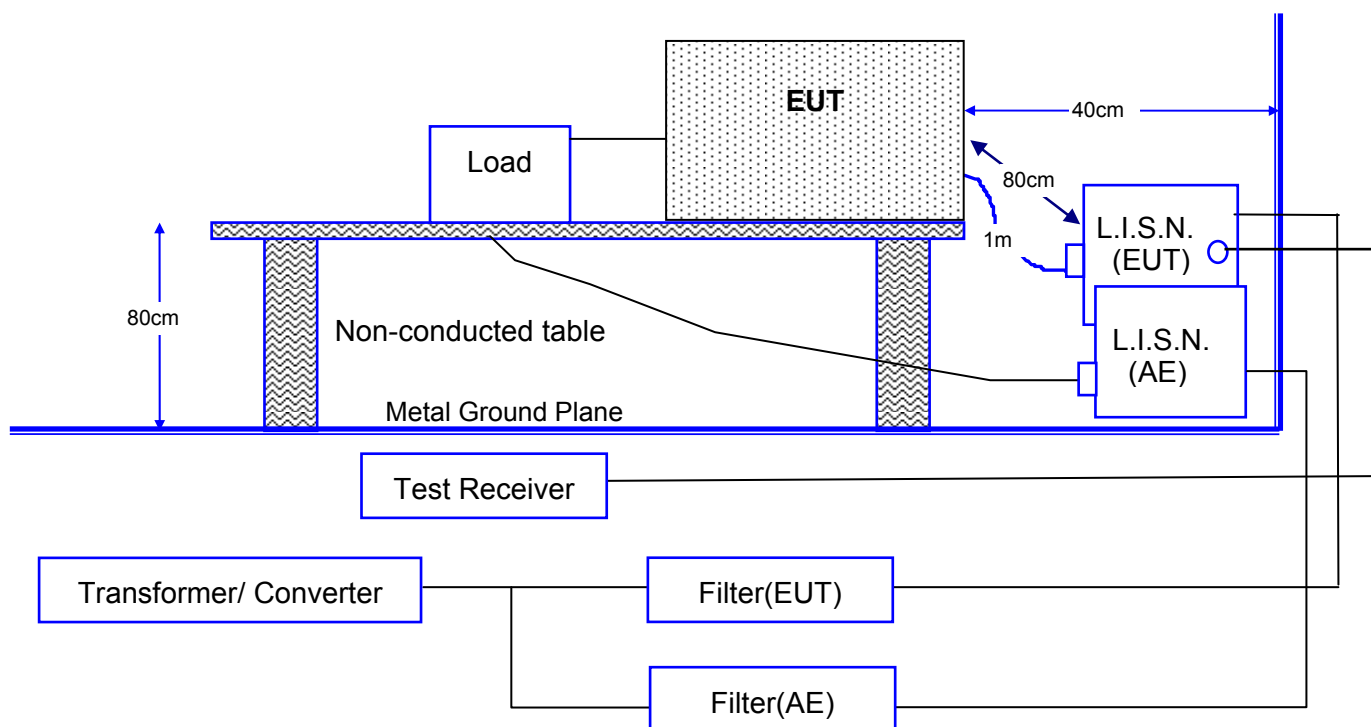 EUT
40cm
Load
80cm
L.I.S.N.
(EUT)
1m
80cm
Non-conducted table
L.I.S.N.
(AE)
Metal Ground Plane
Test Receiver
Transformer/ Converter
Filter(EUT)
Filter(AE)